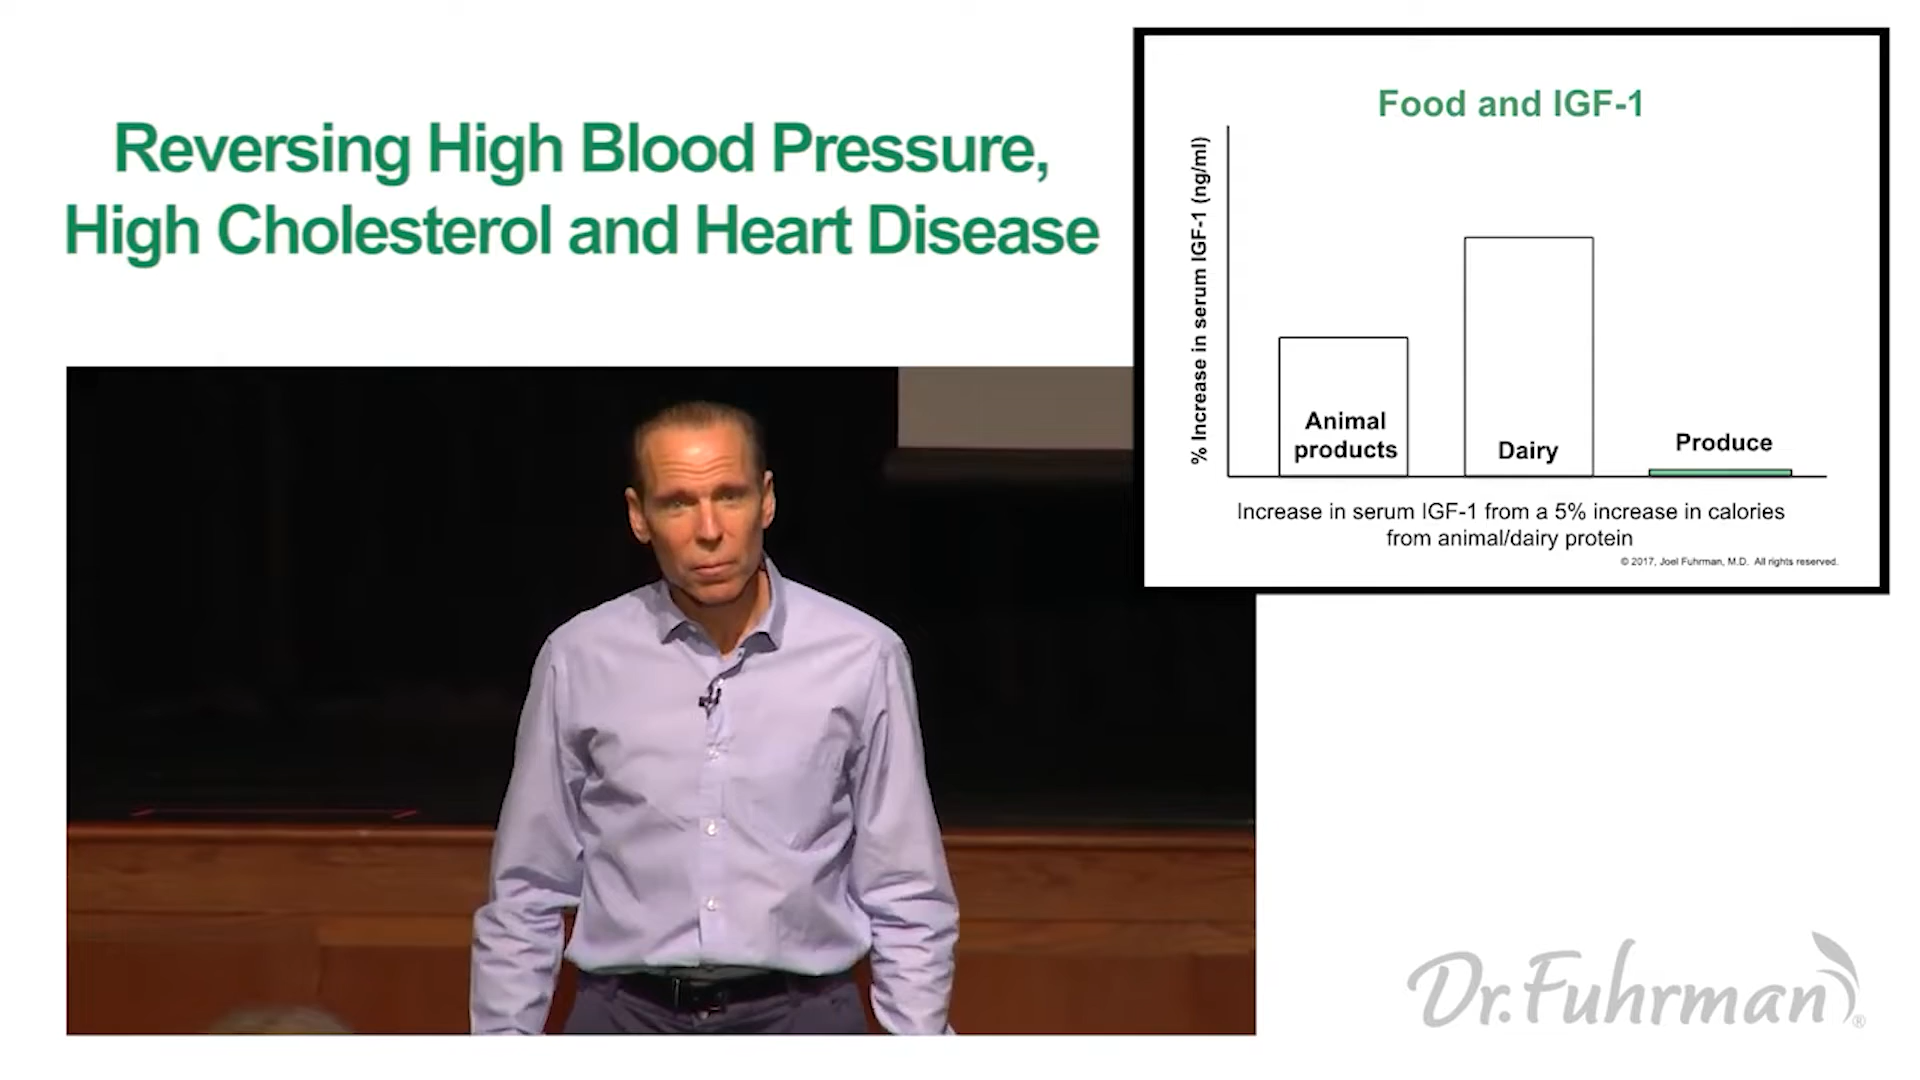 Reversing High Blood Pressure,
High Cholesterol and Heart Disease
Food and IGF-1
% Increase in serum IGF-1 (ng/ml)
Animal
products
Dairy
Produce
Increase in serum IGF-1 from a 5% increase in calories
from animal/dairy protein
© 2017, Joel Fuhrman, M.D. All rights reserved.
Dr. Fuhrman®